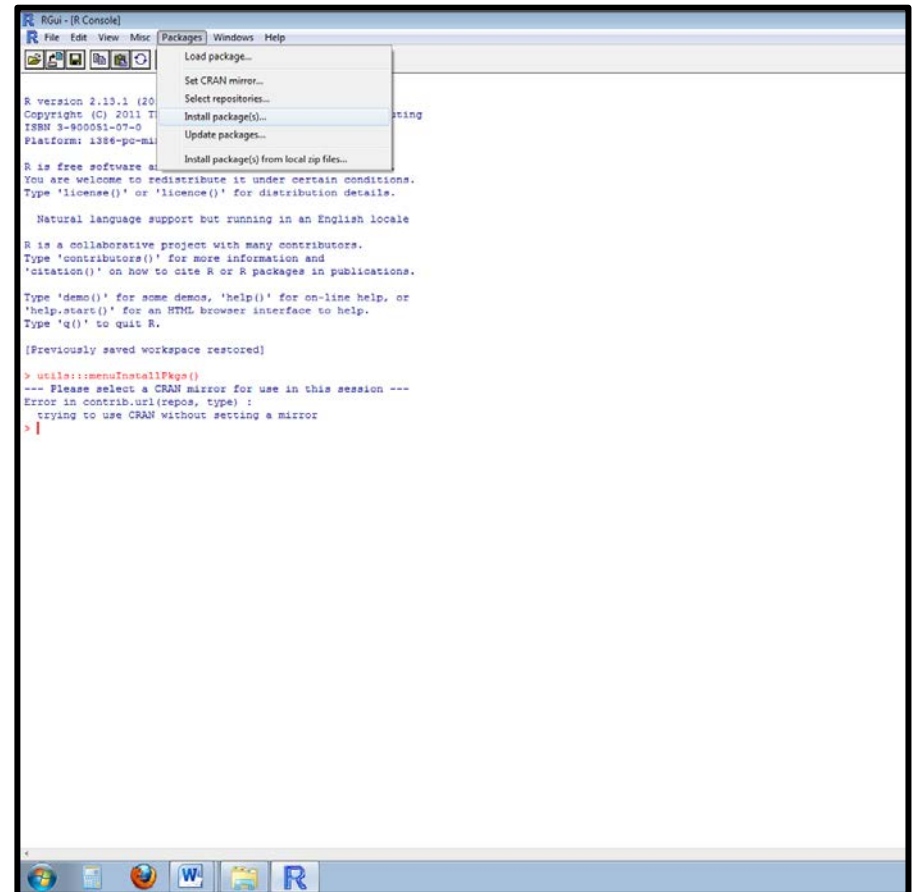 RGui - [R Console]
File Edit View Misc Packages Windows Help
Load package...
Set CRAN mirror...
Select repositories...
Install package(s)...
Update packages...
Install package(s) from local zip files...
R version 2.13.1 (20
Copyright (C) 2011 Th ting
ISBN 3-900051-07-0
Platform: i386-pc-mi
R is free software a
You are welcome to redistribute it under certain conditions.
Type 'license()' or 'licence()' for distribution details.
Natural language support but running in an English locale
R is a collaborative project with many contributors.
Type 'contributors()' for more information and
'citation()' on how to cite R or R packages in publications.
Type 'demo()' for some demos, 'help()' for on-line help, or
'help.start()' for an HTML browser interface to help.
Type 'q()' to quit R.
[Previously saved workspace restored]
> utils:::menuInstallPkgs()
--- Please select a CRAN mirror for use in this session ---
Error in contrib.url(repos, type) :
trying to use CRAN without setting a mirror
>